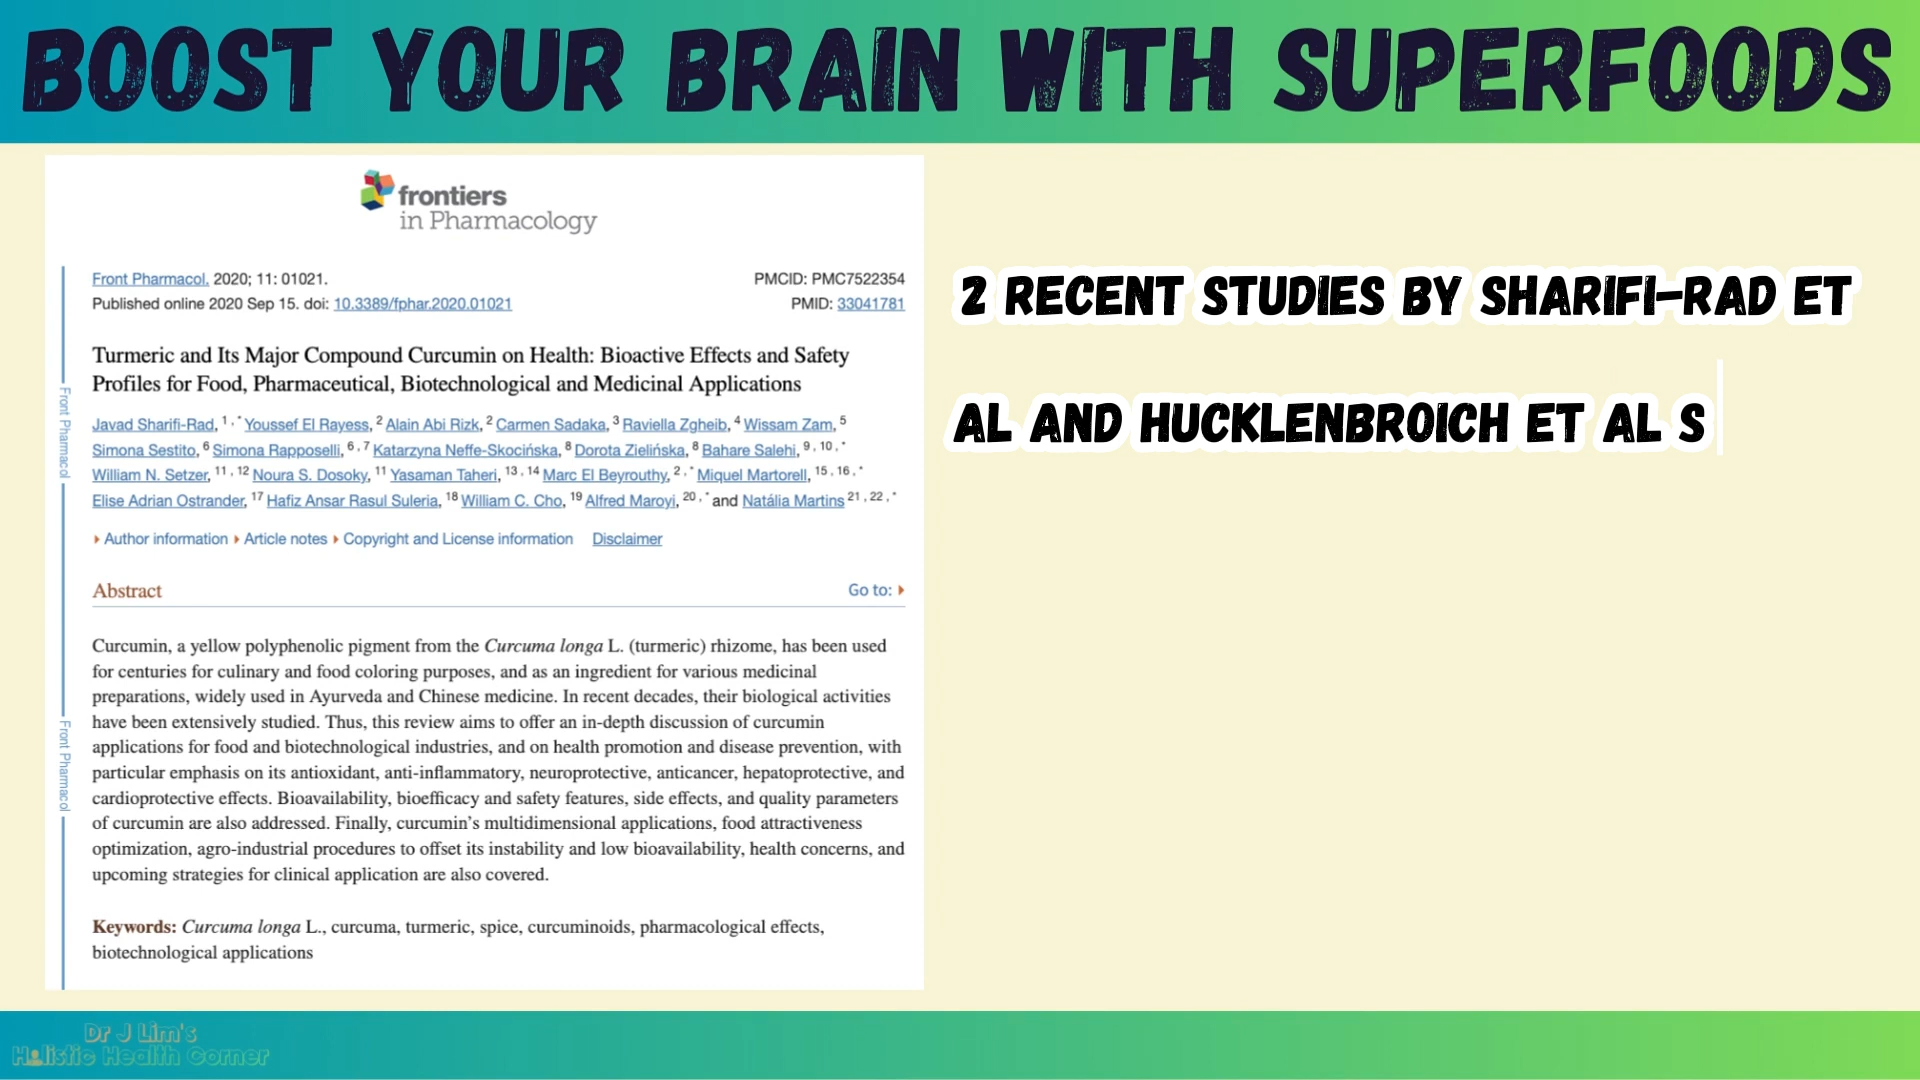 BOOST YOUR BRAIN WITH SUPERFOODS
frontiers
in Pharmacology
Front Pharmacol. 2020; 11: 01021.
PMCID: PMC7522354
Published online 2020 Sep 15. doi: 10.3389/fphar.2020.01021
PMID: 33041781
Turmeric and Its Major Compound Curcumin on Health: Bioactive Effects and Safety
Profiles for Food, Pharmaceutical, Biotechnological and Medicinal Applications
Javad Sharifi-Rad, 1 , * Youssef El Rayess, 2 Alain Abi Rizk, 2 Carmen Sadaka, 3 Raviella Zgheib, 4 Wissam Zam, 5
Simona Sestito, 6 Simona Rapposelli, 6 , 7 Katarzyna Neffe-Skocińska, 8 Dorota Zielińska, 8 Bahare Salehi, 9 , 10 , *
William N. Setzer, 11 , 12 Noura S. Dosoky, 11 Yasaman Taheri, 13 , 14 Marc El Beyrouthy, 2 , * Miquel Martorell, 15 , 16 , *
Elise Adrian Ostrander, 17 Hafiz Ansar Rasul Suleria, 18 William C. Cho, 19 Alfred Maroyi, 20 , * and Natália Martins 21 , 22 , *
Author information Article notes Copyright and License information Disclaimer
Abstract
Go to:
Curcumin, a yellow polyphenolic pigment from the Curcuma longa L. (turmeric) rhizome, has been used
for centuries for culinary and food coloring purposes, and as an ingredient for various medicinal
preparations, widely used in Ayurveda and Chinese medicine. In recent decades, their biological activities
have been extensively studied. Thus, this review aims to offer an in-depth discussion of curcumin
applications for food and biotechnological industries, and on health promotion and disease prevention, with
particular emphasis on its antioxidant, anti-inflammatory, neuroprotective, anticancer, hepatoprotective, and
cardioprotective effects. Bioavailability, bioefficacy and safety features, side effects, and quality parameters
of curcumin are also addressed. Finally, curcumin's multidimensional applications, food attractiveness
optimization, agro-industrial procedures to offset its instability and low bioavailability, health concerns, and
upcoming strategies for clinical application are also covered.
Keywords: Curcuma longa L., curcuma, turmeric, spice, curcuminoids, pharmacological effects,
biotechnological applications
Front Pharmacol
Front Pharmacol
2 RECENT STUDIES BY SHARIFI-RAD ET
AL AND HUCKLENBROICH ET AL S
Dr J Lim's
Holistic Health Corner